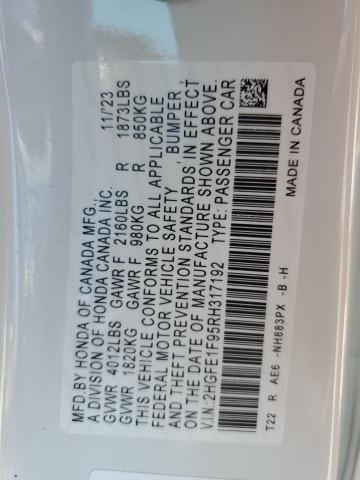 MFD.BY HONDA OF CANADA MFG.,
A DIVISION OF HONDA CANADA INC. 11/'23
GVWR 4012LBS GAWR F 2160LBS R 1873LBS
GVWR 1820KG GAWR F 980KG R 850KG
THIS VEHICLE CONFORMS TO ALL APPLICABLE
FEDERAL MOTOR VEHICLE SAFETY, BUMPER,
AND THEFT PREVENTION STANDARDS IN EFFECT
ON THE DATE OF MANUFACTURE SHOWN ABOVE.
V.I.N.:2HGFE1F95RH317192 TYPE: PASSENGER CAR
T22 R AE6 -NH883PX -B -H MADE IN CANADA